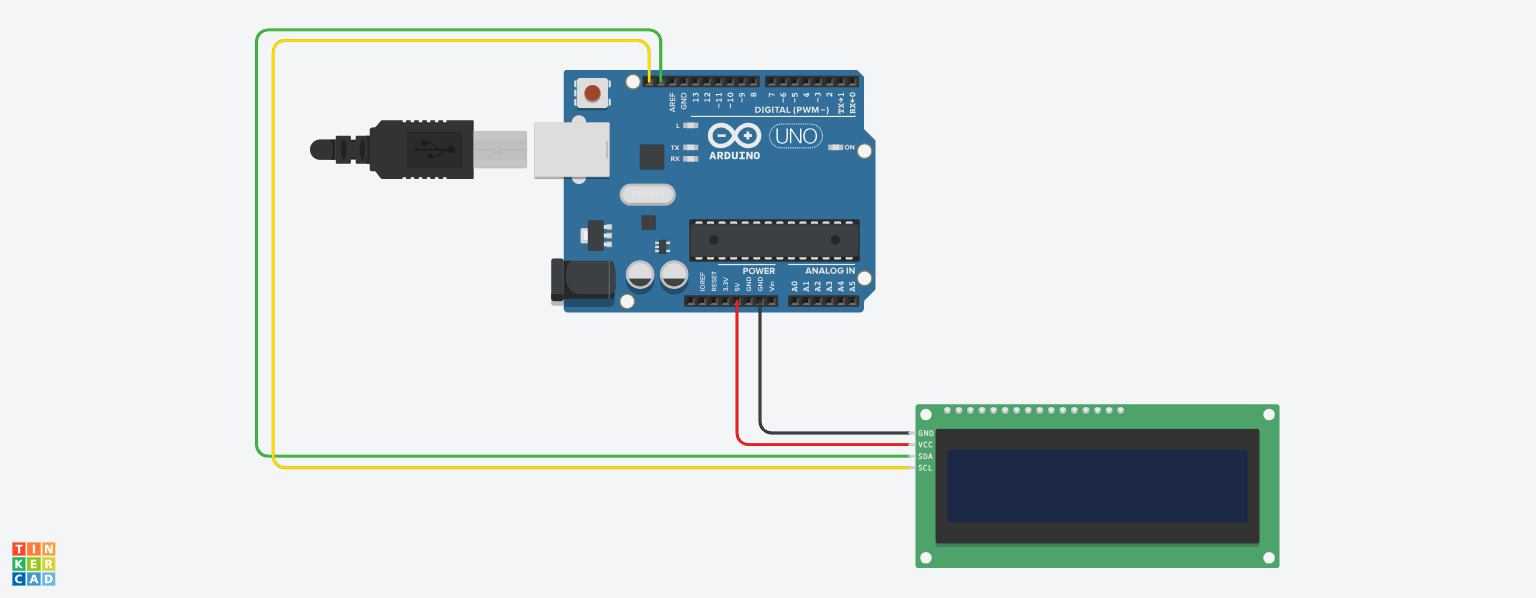 AREF
GND
13
12
~11
~10
~9
8
7
~6
~5
4
~3
2
TX→1
RX←0
DIGITAL (PWM~)
L
TX
RX
ARDUINO
UNO
ON
IOREF
RESET
3.3V
5V
GND
GND
Vin
POWER
ANALOG IN
A0
A1
A2
A3
A4
A5
GND
VCC
SDA
SCL
TIN
KER
CAD